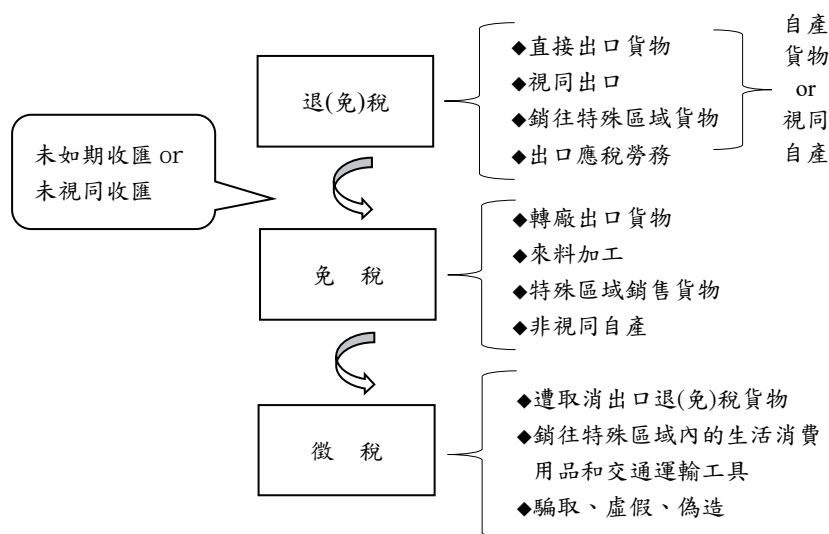 退(免)稅
◆直接出口貨物
◆視同出口
◆銷往特殊區域貨物
◆出口應稅勞務
自產
貨物
or
視同
自產
未如期收匯 or
未視同收匯
免 稅
◆轉廠出口貨物
◆來料加工
◆特殊區域銷售貨物
◆非視同自產
徵 稅
◆遭取消出口退(免)稅貨物
◆銷往特殊區域內的生活消費
用品和交通運輸工具
◆騙取、虛假、偽造